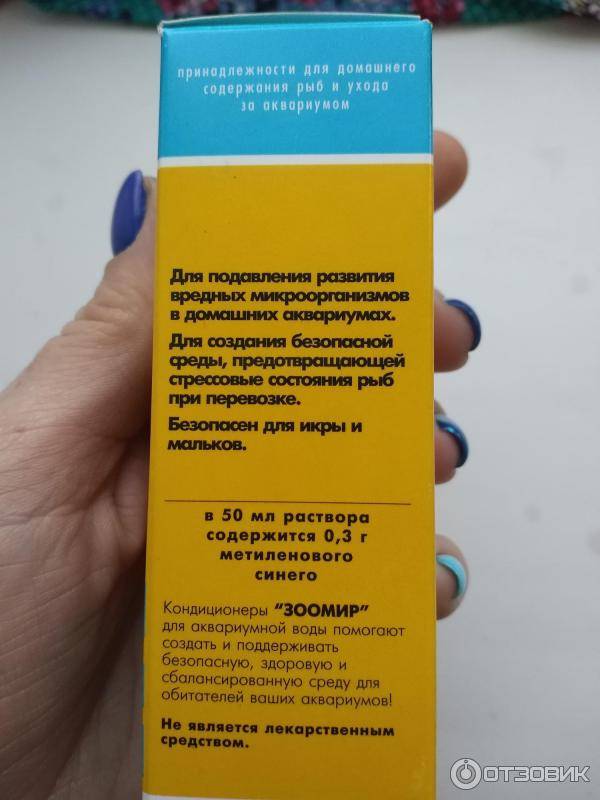 принадлежности для домашнего
содержания рыб и ухода
за аквариумом
Для подавления развития
вредных микроорганизмов
в домашних аквариумах.
Для создания безопасной
среды, предотвращающей
стрессовые состояния рыб
при перевозке.
Безопасен для икры и
мальков.
в 50 мл раствора
содержится 0,3 г
метиленового
синего
Кондиционеры "ЗООМИР"
для аквариумной воды помогают
создать и поддерживать
безопасную, здоровую и
сбалансированную среду для
обитателей ваших аквариумов!
Не является лекарственным
средством.
ОТЗОВИК